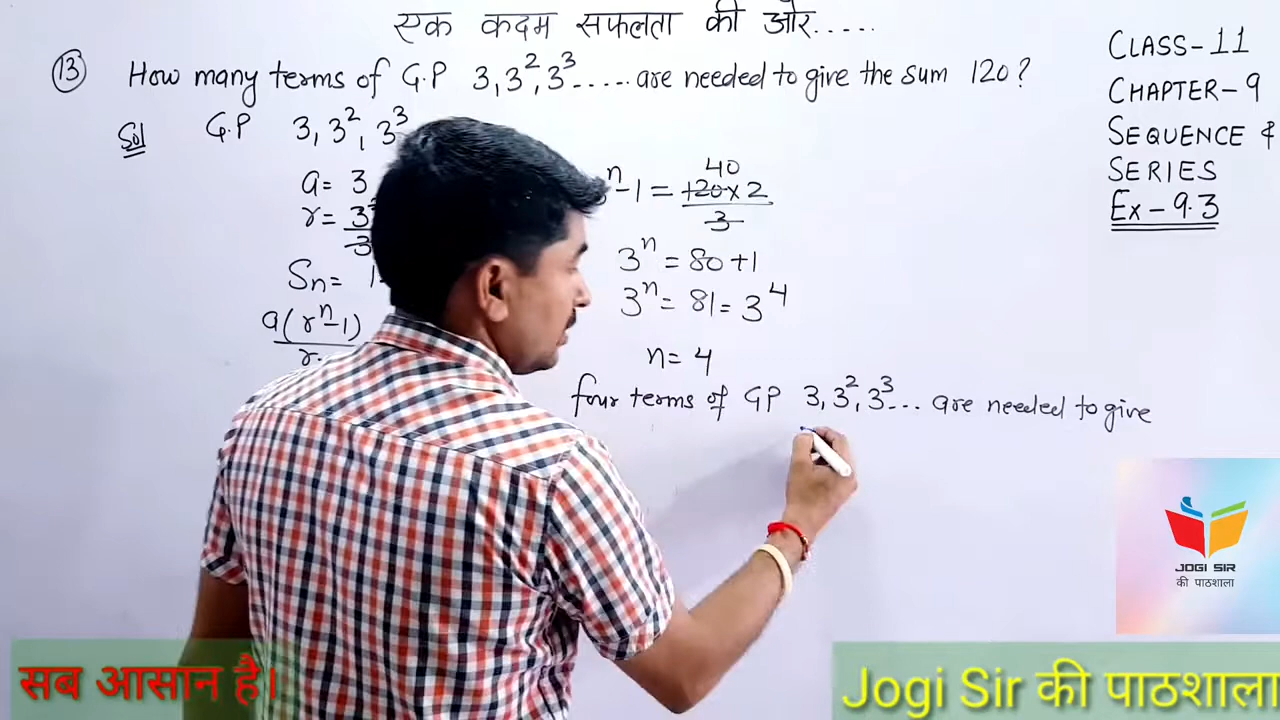 एक कदम सफलता की ओर.....
(13) How many terms of G.P 3, 3², 3³ ..... are needed to give the sum 120?
Sol G.P 3, 3², 3³
a = 3
r = 3
3
Sn = 1
a(rⁿ-1)
r
ⁿ-1 = 120×2
40
3
3ⁿ = 80+1
3ⁿ = 81 = 3⁴
n = 4
four terms of GP 3, 3², 3³... are needed to give
CLASS-11
CHAPTER-9
SEQUENCE &
SERIES
Ex-9.3
JOGI SIR
की पाठशाला
सब आसान है।
Jogi Sir की पाठशाला